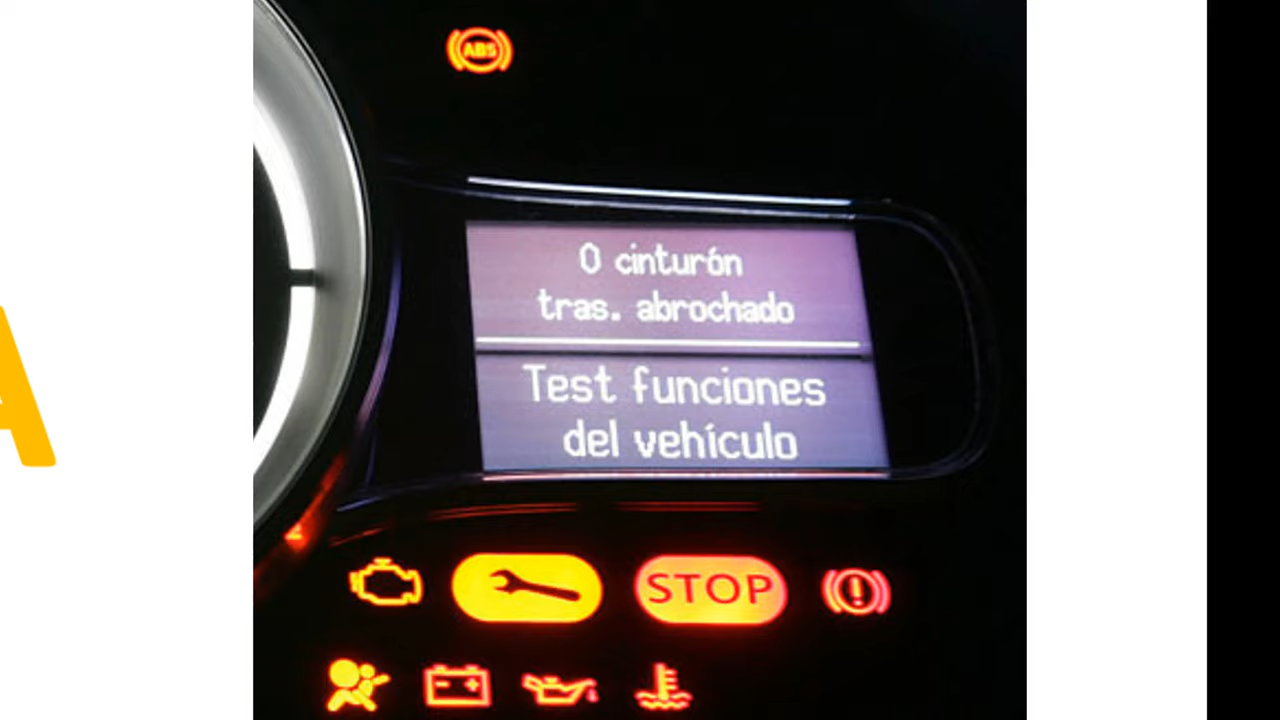 A
ABS
0 cinturón
tras. abrochado
Test funciones
del vehículo
STOP